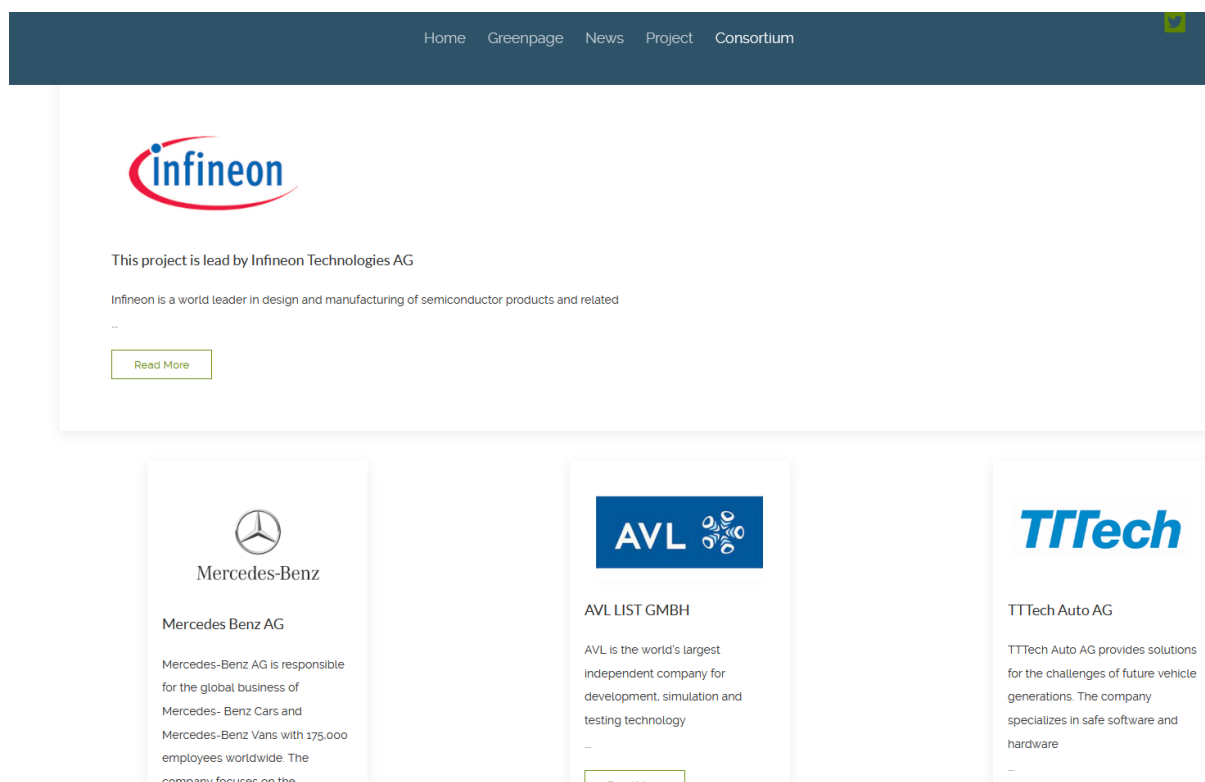 Home Greenpage News Project Consortium
infineon
This project is lead by Infineon Technologies AG
Infineon is a world leader in design and manufacturing of semiconductor products and related
...
Read More
Mercedes-Benz
Mercedes Benz AG
Mercedes-Benz AG is responsible
for the global business of
Mercedes- Benz Cars and
Mercedes-Benz Vans with 175,000
employees worldwide. The
company focuses on the
AVL
AVL LIST GMBH
AVL is the world's largest
independent company for
development, simulation and
testing technology
...
TTTech
TTTech Auto AG
TTTech Auto AG provides solutions
for the challenges of future vehicle
generations. The company
specializes in safe software and
hardware
...